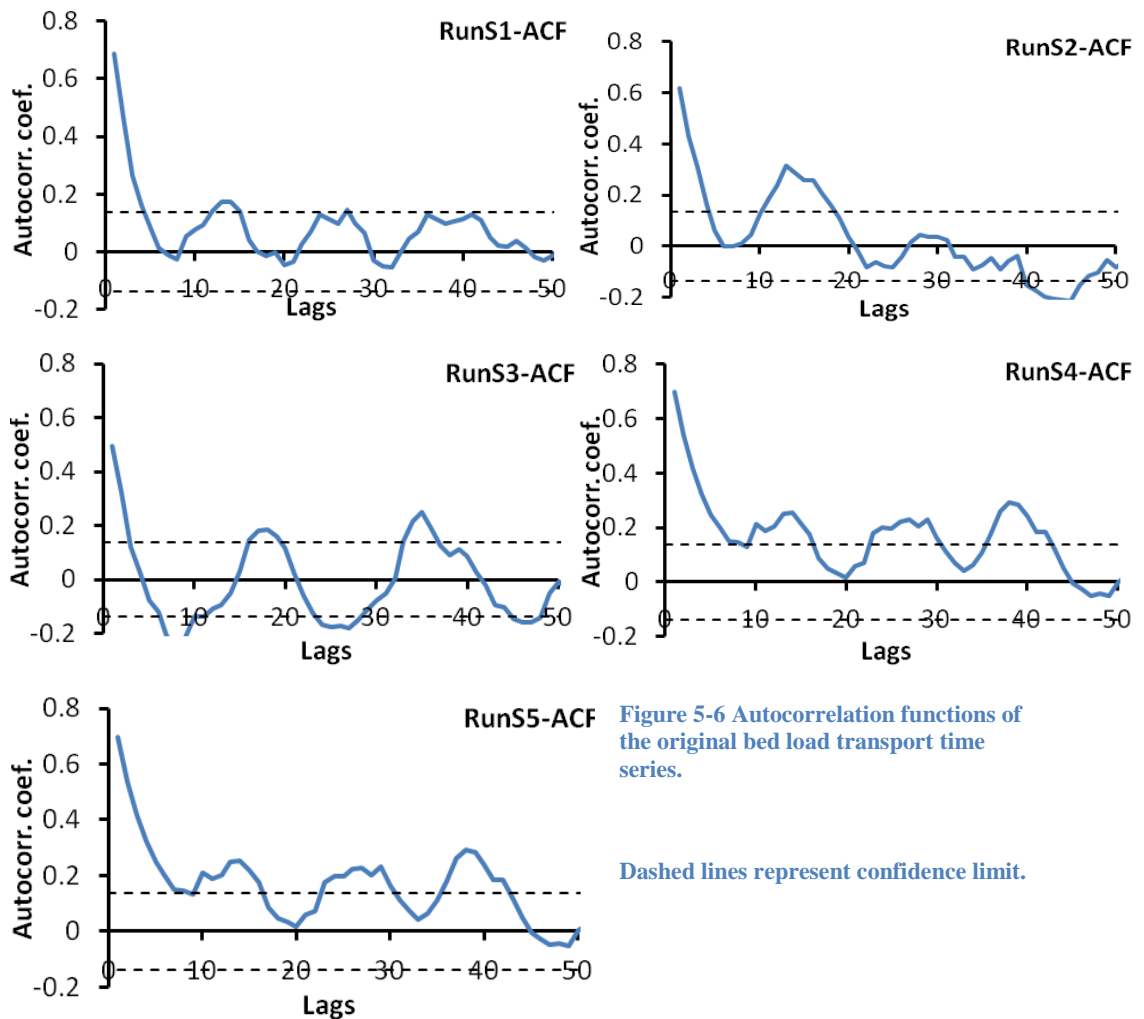 RunS1-ACF
Autocorr. coef.
0.8
0.6
0.4
0.2
0
-0.2
0 10 20 30 40 50
Lags
RunS2-ACF
Autocorr. coef.
0.8
0.6
0.4
0.2
0
-0.2
0 10 20 30 40 50
Lags
RunS3-ACF
Autocorr. coef.
0.8
0.6
0.4
0.2
0
-0.2
0 10 20 30 40 50
Lags
RunS4-ACF
Autocorr. coef.
0.8
0.6
0.4
0.2
0
-0.2
0 10 20 30 40 50
Lags
RunS5-ACF
Autocorr. coef.
0.8
0.6
0.4
0.2
0
-0.2
0 10 20 30 40 50
Lags
Figure 5-6 Autocorrelation functions of
the original bed load transport time
series.
Dashed lines represent confidence limit.